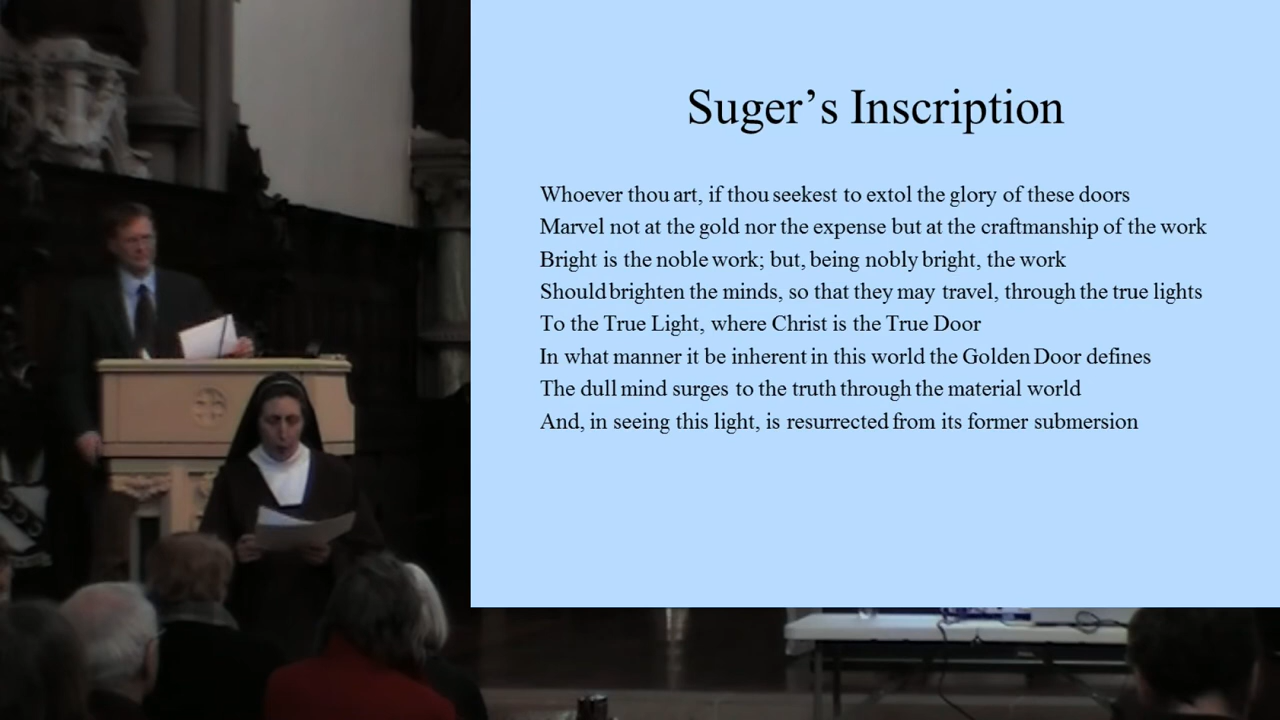 Suger’s Inscription
Whoever thou art, if thou seekest to extol the glory of these doors
Marvel not at the gold nor the expense but at the craftmanship of the work
Bright is the noble work; but, being nobly bright, the work
Should brighten the minds, so that they may travel, through the true lights
To the True Light, where Christ is the True Door
In what manner it be inherent in this world the Golden Door defines
The dull mind surges to the truth through the material world
And, in seeing this light, is resurrected from its former submersion